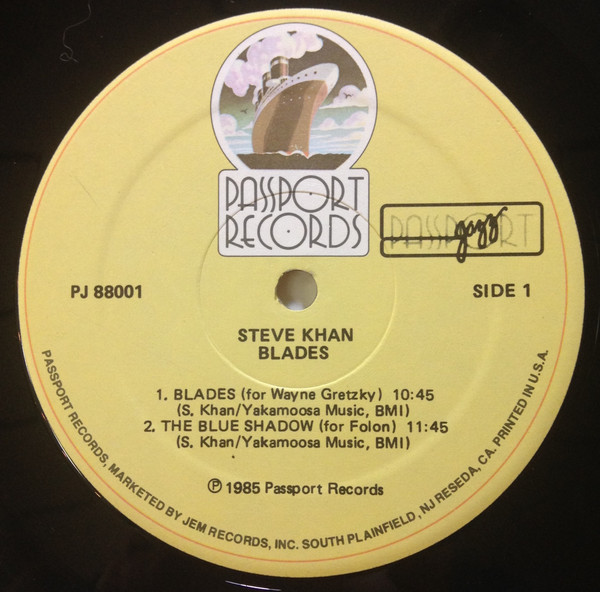 PASSPORT
RECORDS
PASSPORT
jazz
PJ 88001
SIDE 1
STEVE KHAN
BLADES
1. BLADES (for Wayne Gretzky) 10:45
(S. Khan/Yakamoosa Music, BMI)
2. THE BLUE SHADOW (for Folon) 11:45
(S. Khan/Yakamoosa Music, BMI)
℗ 1985 Passport Records
PASSPORT RECORDS, MARKETED BY JEM RECORDS, INC. SOUTH PLAINFIELD, NJ RESEDA, CA. PRINTED IN U.S.A.